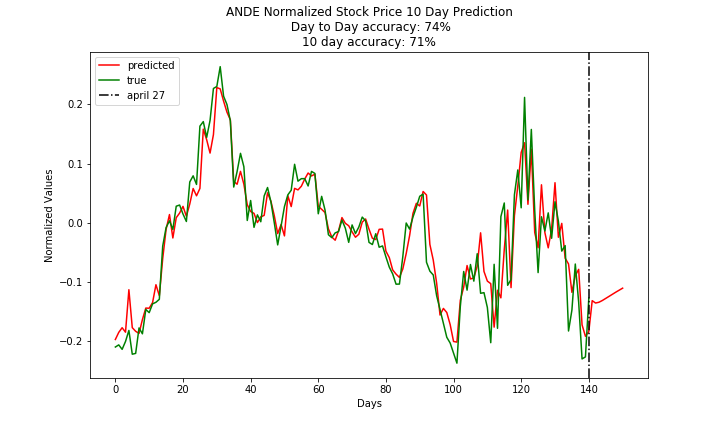 ANDE Normalized Stock Price 10 Day Prediction
Day to Day accuracy: 74%
10 day accuracy: 71%
predicted
true
april 27
Normalized Values
0.2
0.1
0.0
−0.1
−0.2
0 20 40 60 80 100 120 140
Days